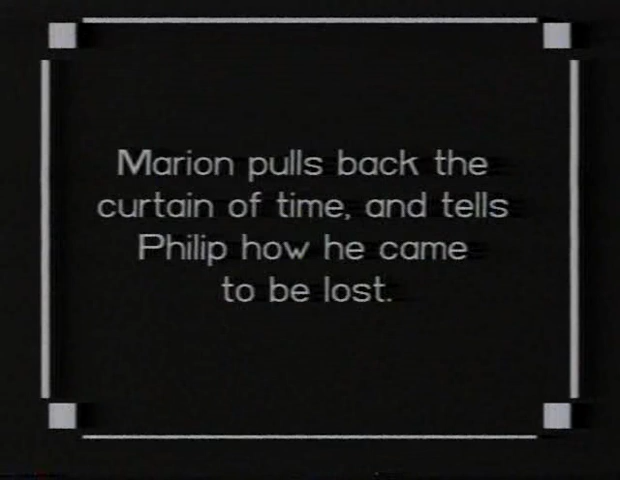 Marion pulls back the
curtain of time, and tells
Philip how he came
to be lost.